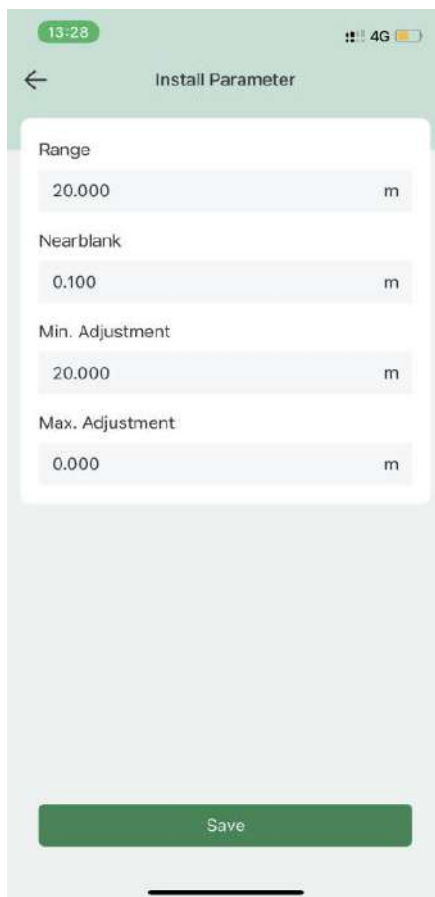 13:28
4G
Install Parameter
Range
20.000 m
Nearblank
0.100 m
Min. Adjustment
20.000 m
Max. Adjustment
0.000 m
Save